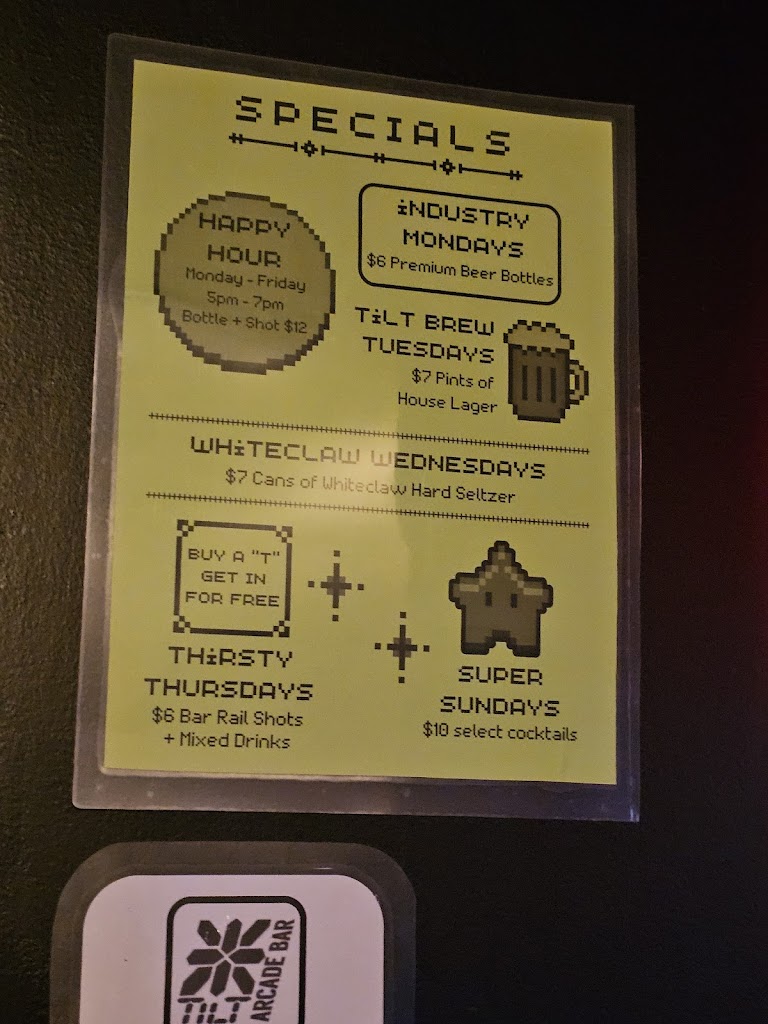 SPECIALS
HAPPY
HOUR
Monday - Friday
5pm - 7pm
Bottle + Shot $12
iNDUSTRY
MONDAYS
$6 Premium Beer Bottles
TiLT BREW
TUESDAYS
$7 Pints of
House Lager
WHiTECLAW WEDNESDAYS
$7 Cans of Whiteclaw Hard Seltzer
BUY A "T"
GET IN
FOR FREE
THiRSTY
THURSDAYS
$6 Bar Rail Shots
+ Mixed Drinks
SUPER
SUNDAYS
$10 select cocktails
ARCADE BAR